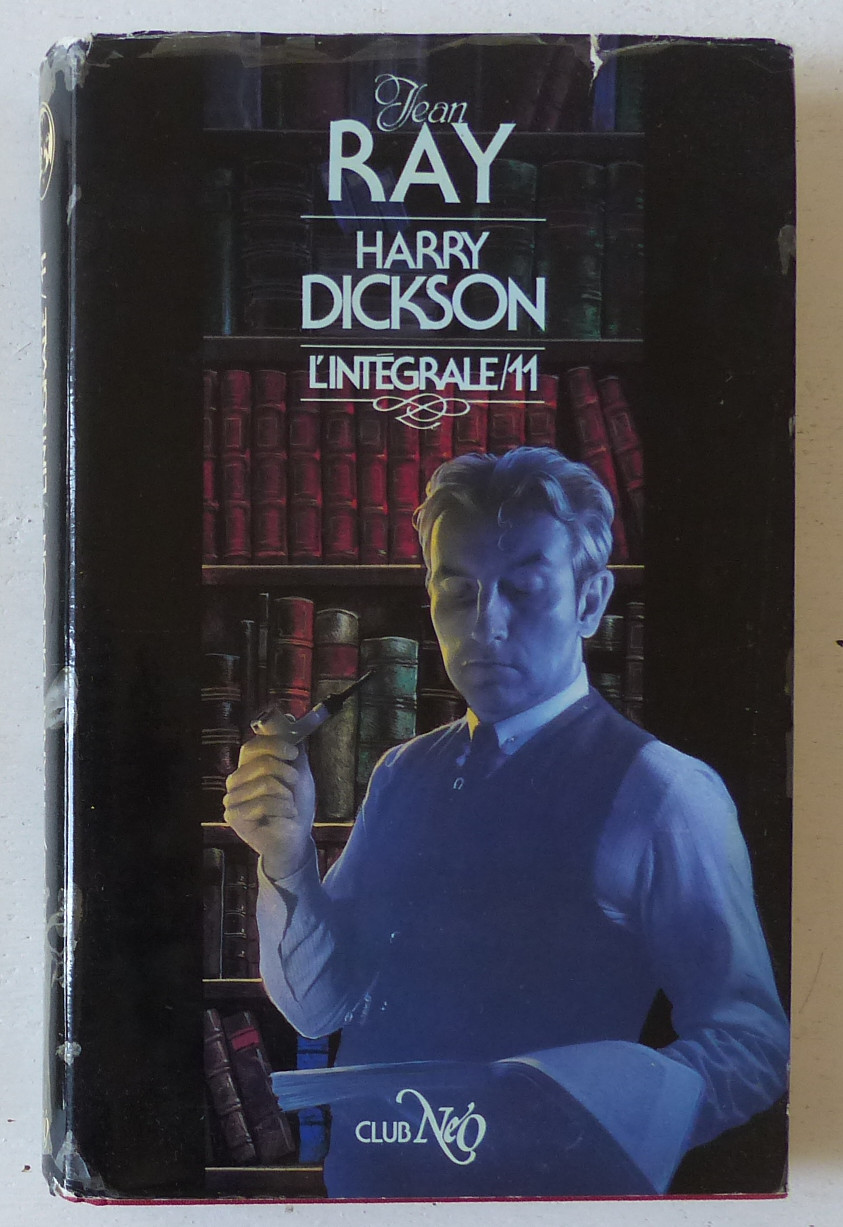 Jean
RAY
HARRY
DICKSON
L'INTÉGRALE/11
CLUB NéO